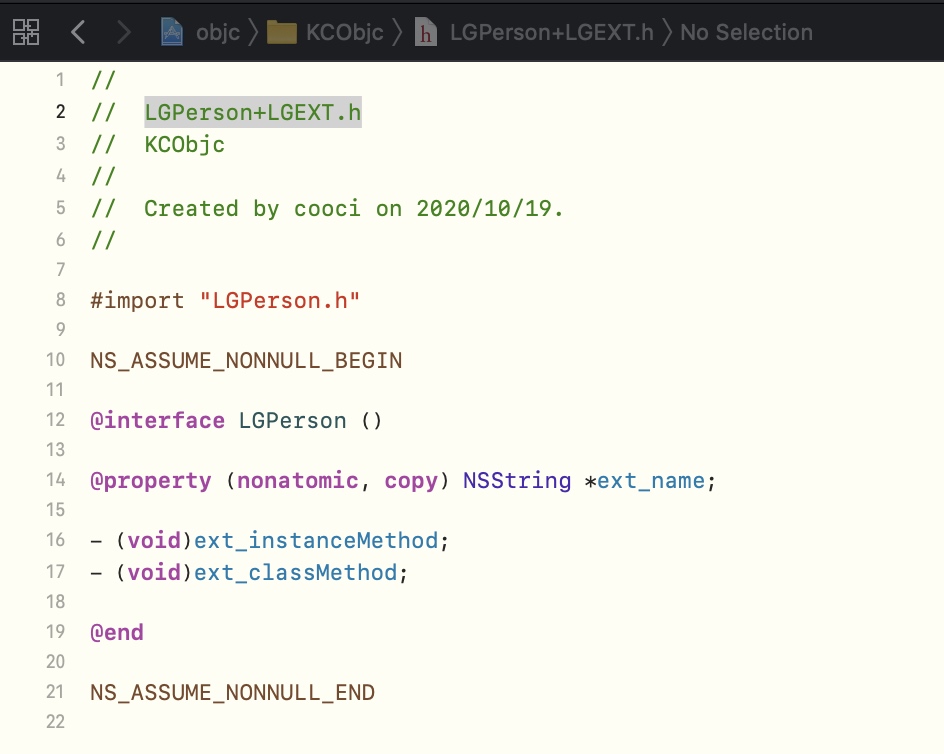 objc KCObjc h LGPerson+LGEXT.h No Selection
1 //
2 // LGPerson+LGEXT.h
3 // KCObjc
4 //
5 // Created by cooci on 2020/10/19.
6 //
7
8 #import "LGPerson.h"
9
10 NS_ASSUME_NONNULL_BEGIN
11
12 @interface LGPerson ()
13
14 @property (nonatomic, copy) NSString *ext_name;
15
16 - (void)ext_instanceMethod;
17 - (void)ext_classMethod;
18
19 @end
20
21 NS_ASSUME_NONNULL_END
22